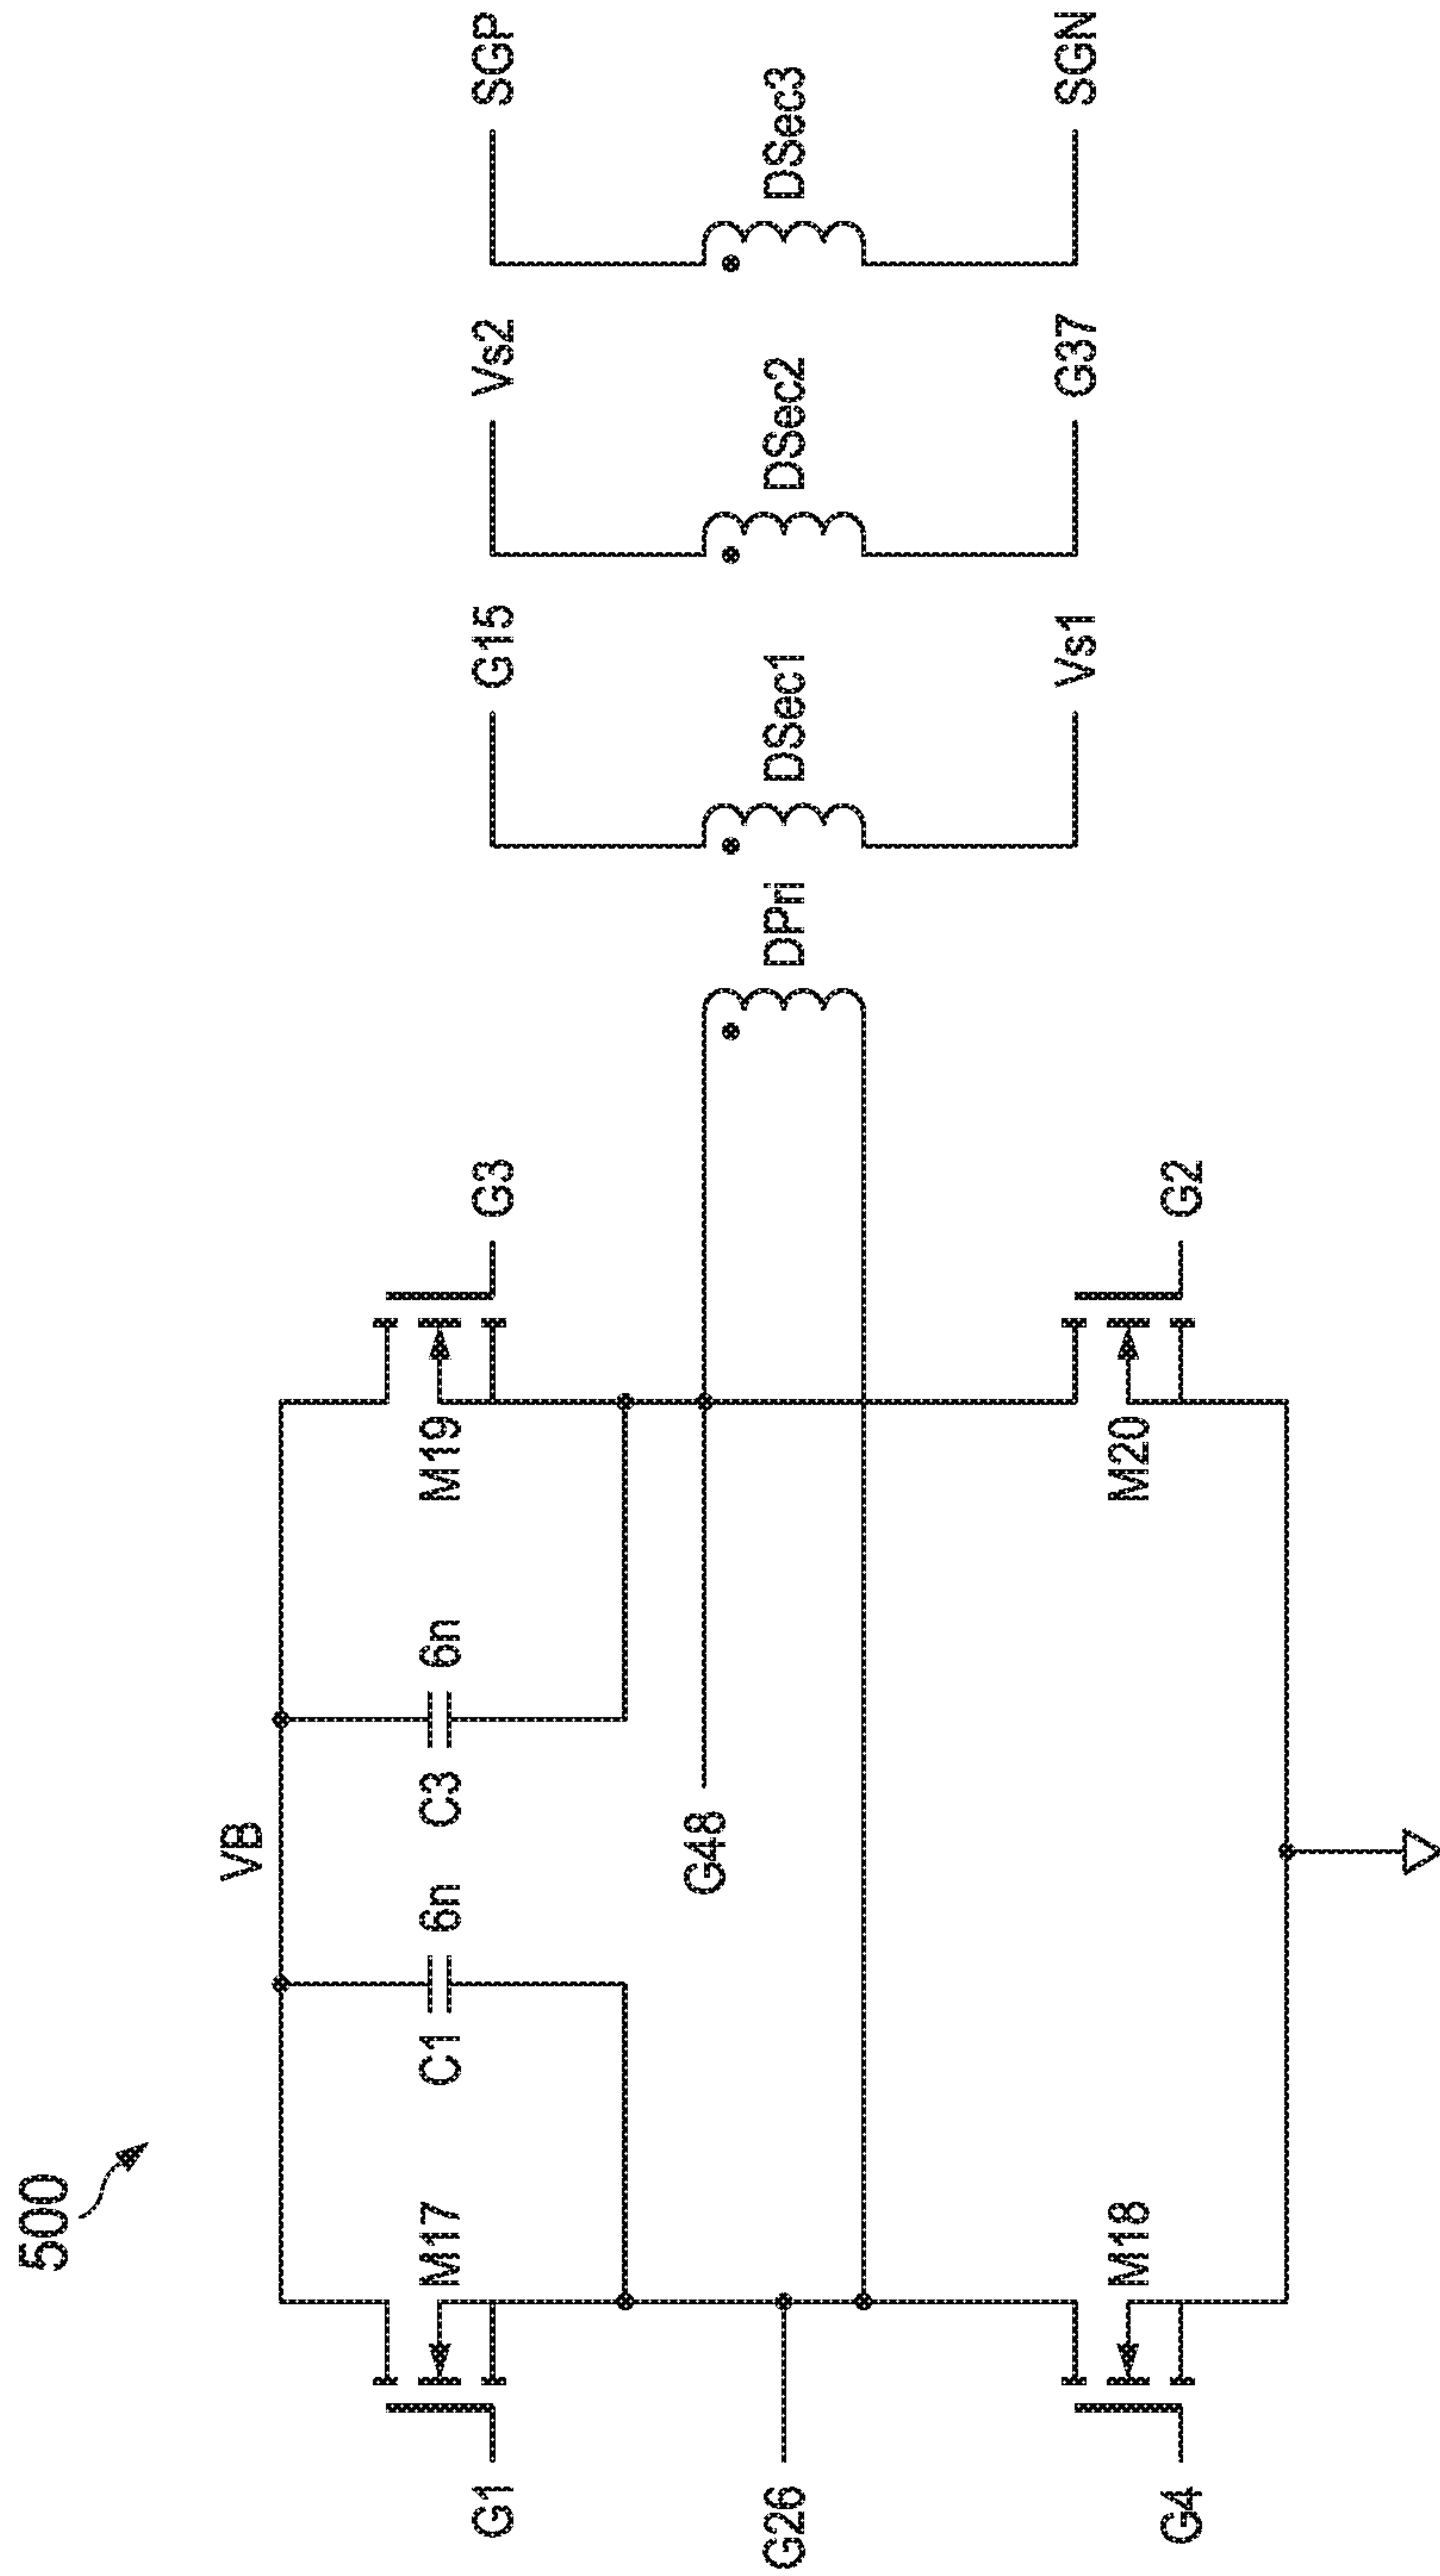 500
VB
G1
M17
C1
6n
C3
6n
M19
G3
G15
Vs2
SGP
G48
G26
DPri
DSec1
DSec2
DSec3
Vs1
G37
SGN
G4
M18
M20
G2